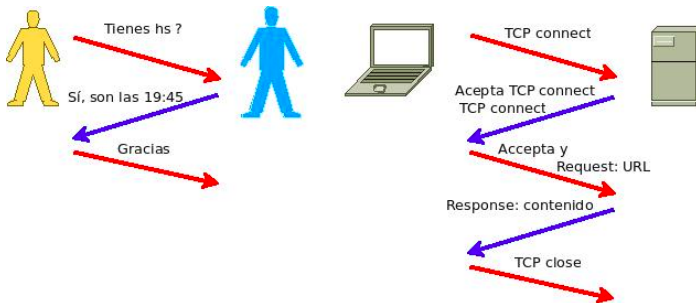 Tienes hs ?
Sí, son las 19:45
Gracias
TCP connect
Acepta TCP connect
TCP connect
Accepta y
Request: URL
Response: contenido
TCP close